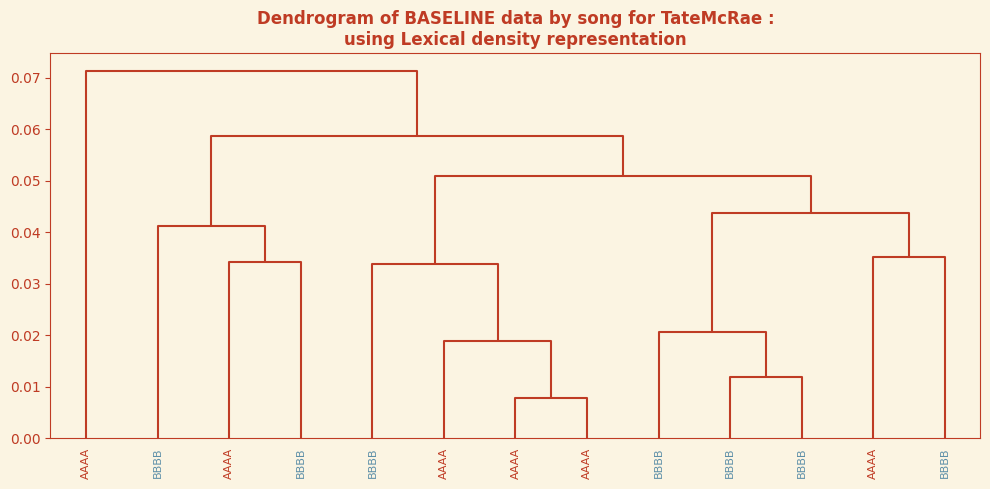 Dendrogram of BASELINE data by song for TateMcRae :
using Lexical density representation
0.07
0.06
0.05
0.04
0.03
0.02
0.01
0.00
AAAA BBBB AAAA BBBB BBBB AAAA AAAA AAAA BBBB BBBB BBBB AAAA BBBB